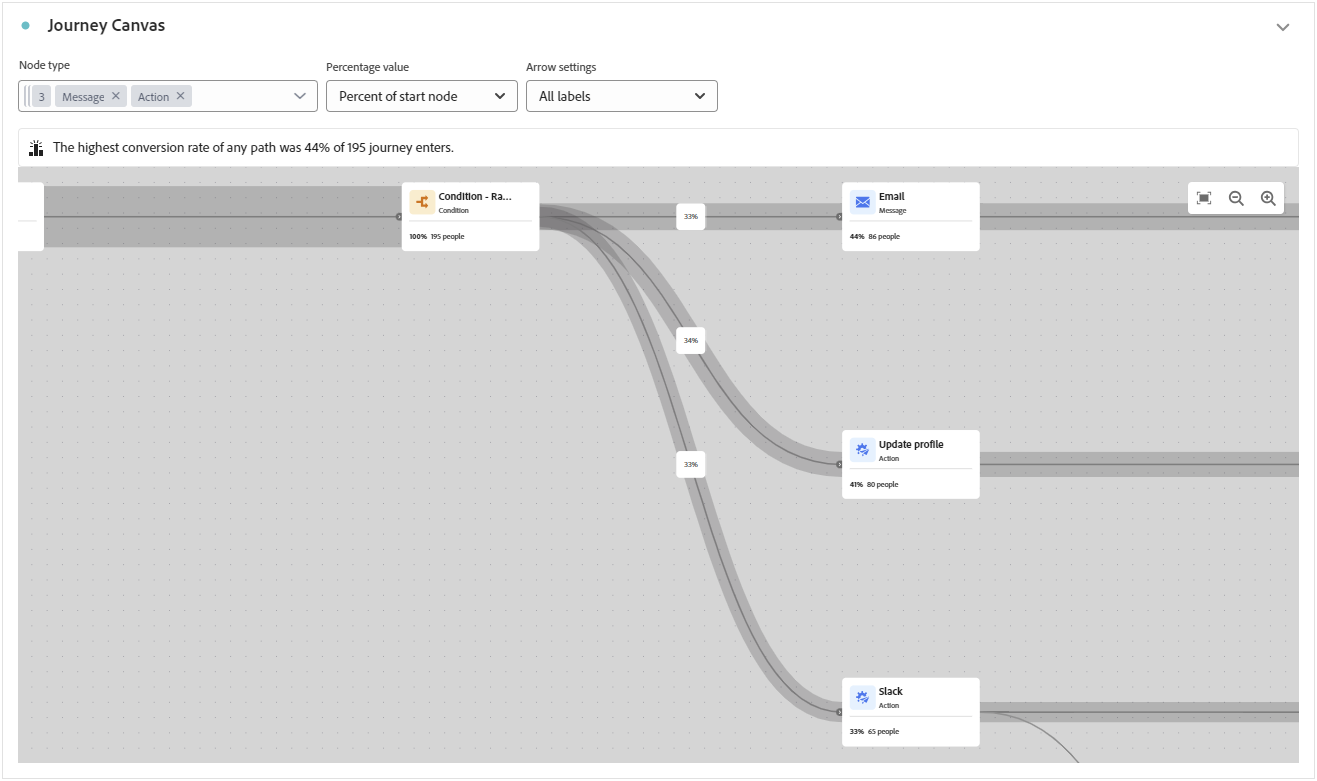 Journey Canvas
Node type
Percentage value
Arrow settings
3 Message Action
Percent of start node
All labels
The highest conversion rate of any path was 44% of 195 journey enters.
Condition - Ra...
Condition
100% 195 people
33%
Email
Message
44% 86 people
34%
Update profile
Action
41% 80 people
33%
Slack
Action
33% 65 people